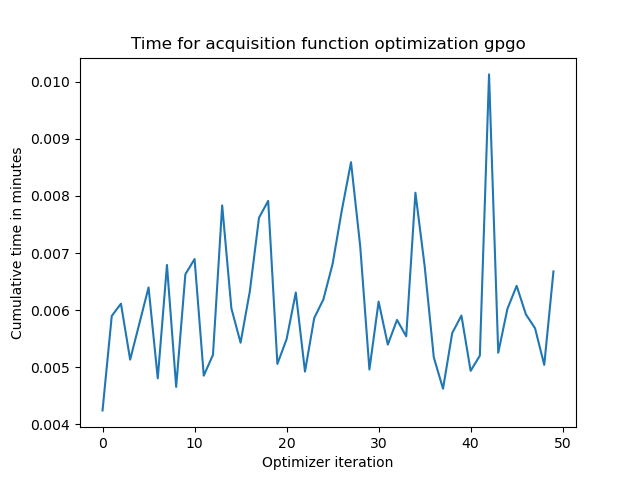 Time for acquisition function optimization gpgo
Cumulative time in minutes
0.010
0.009
0.008
0.007
0.006
0.005
0.004
0 10 20 30 40 50
Optimizer iteration